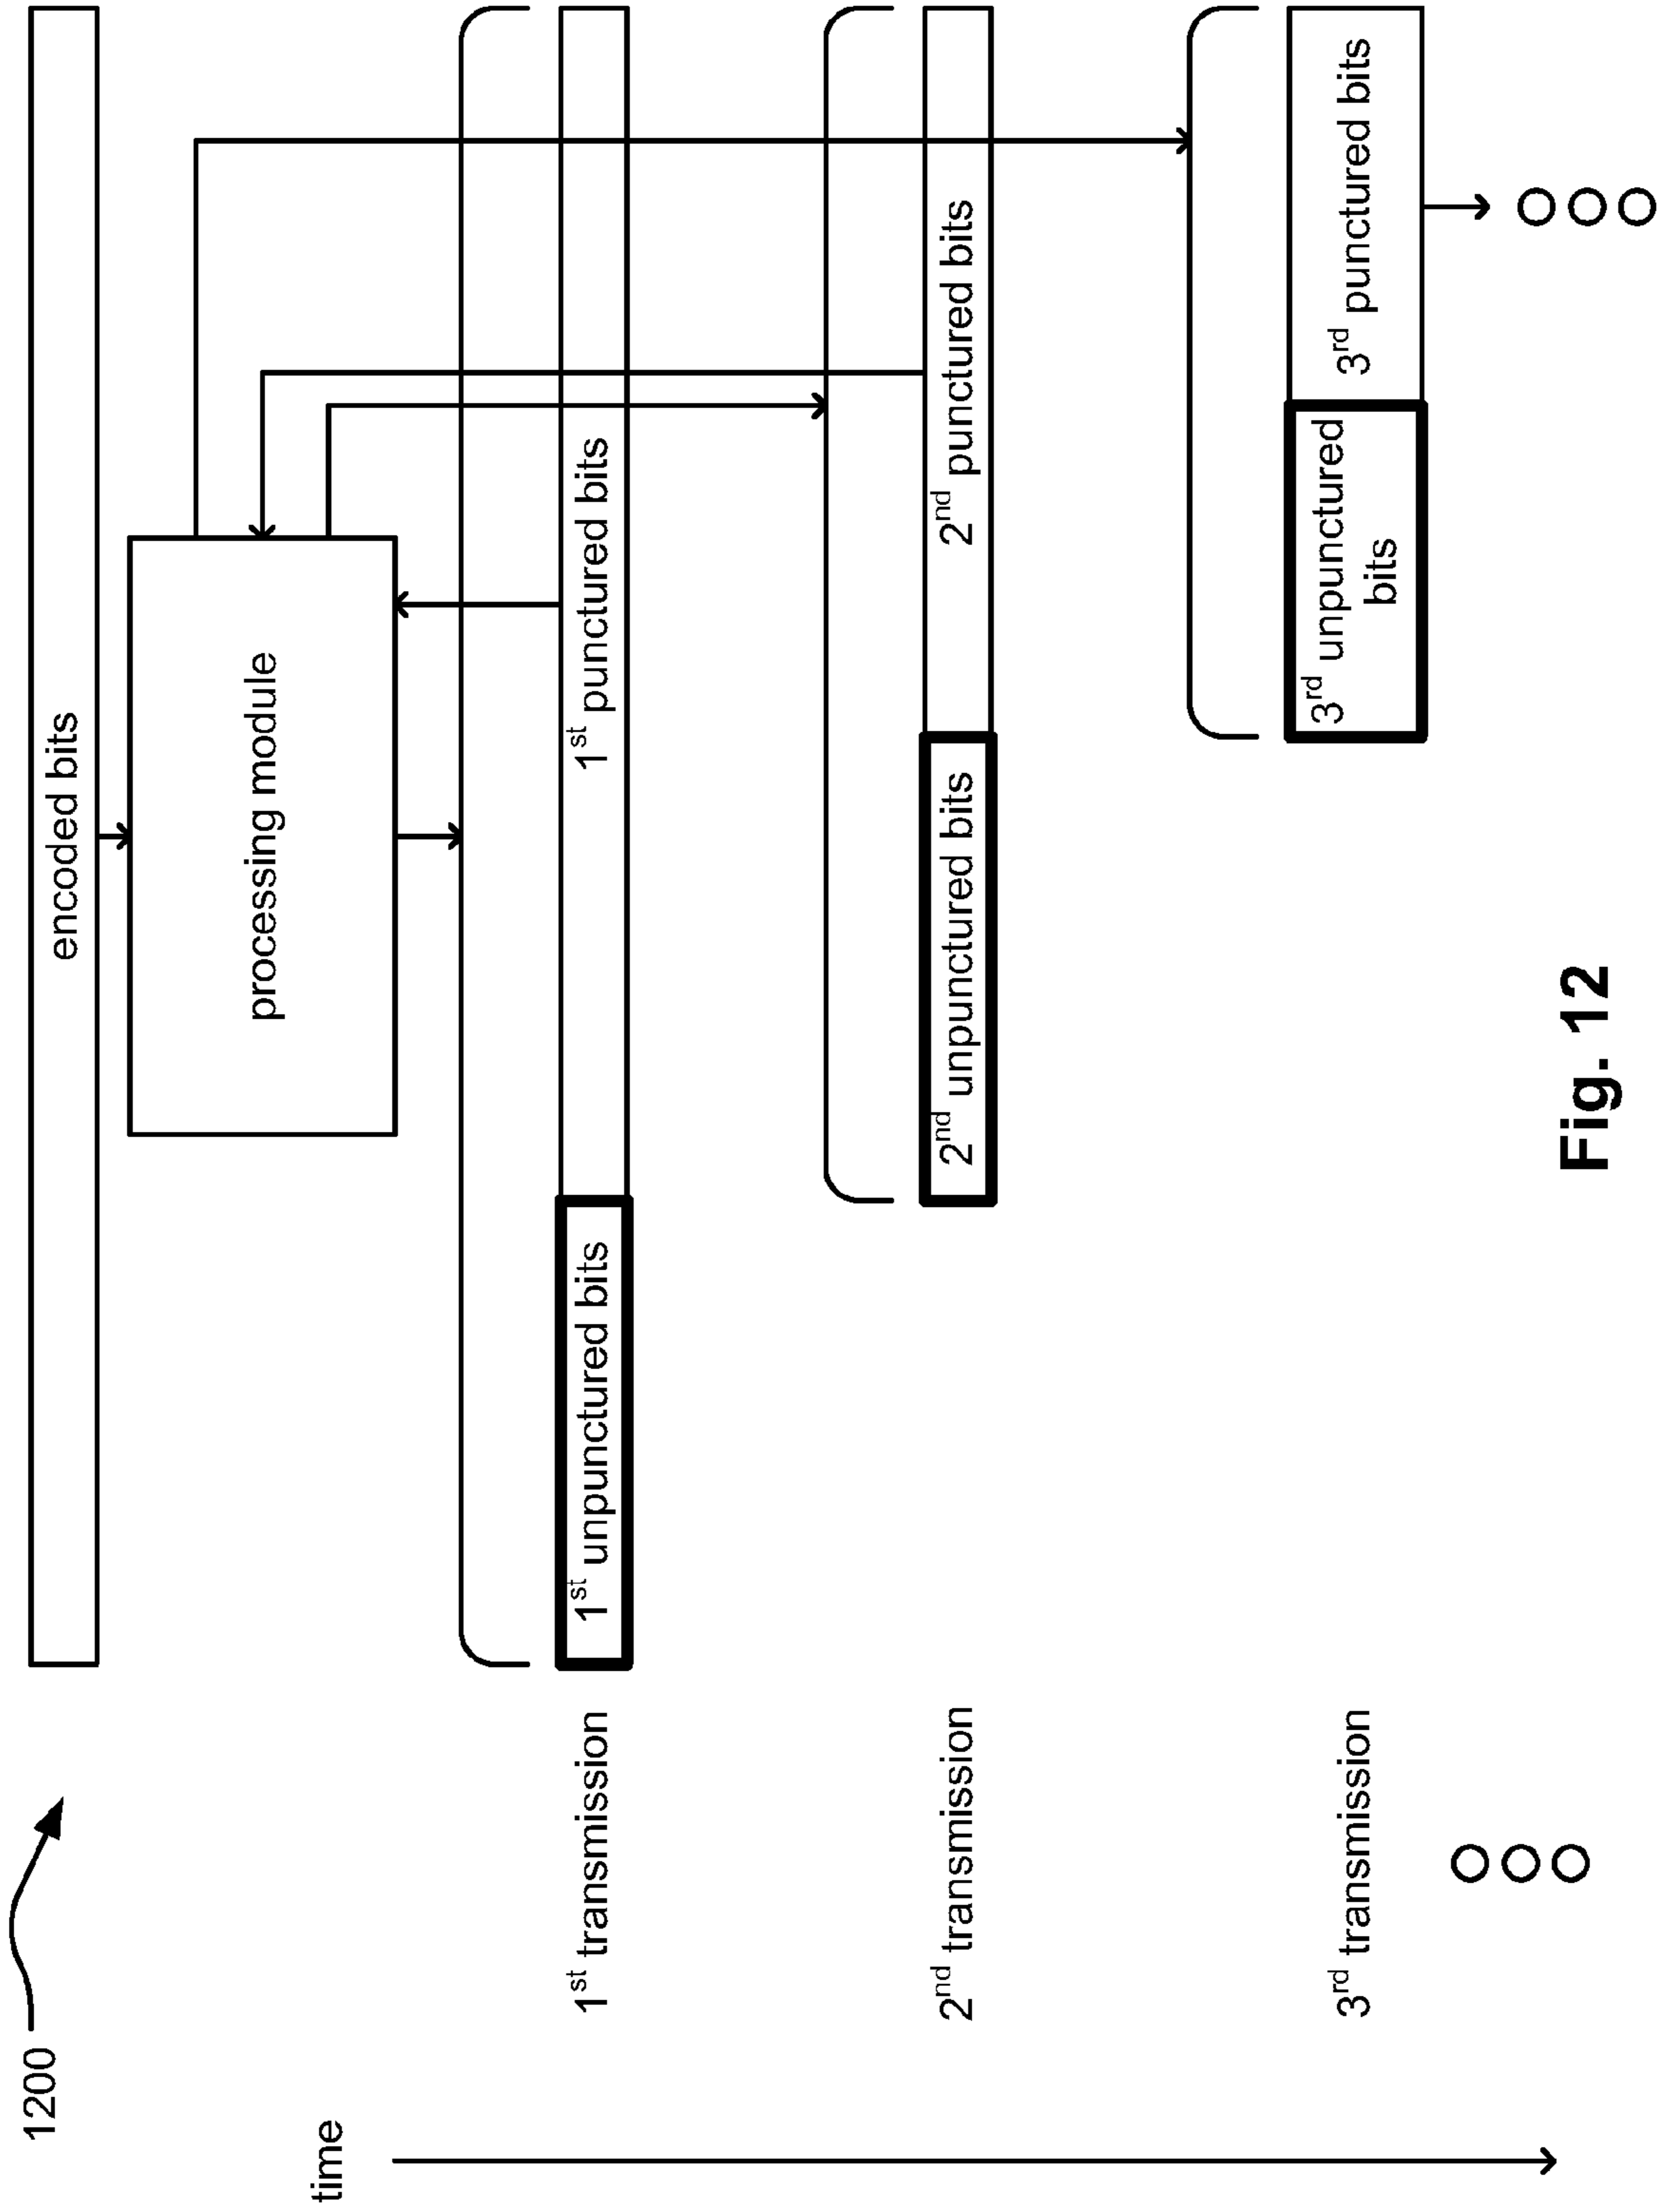 1200
encoded bits
time
processing module
1st transmission
1st unpunctured bits
1st punctured bits
2nd transmission
2nd unpunctured bits
2nd punctured bits
3rd transmission
3rd unpunctured
bits
3rd punctured bits
Fig. 12